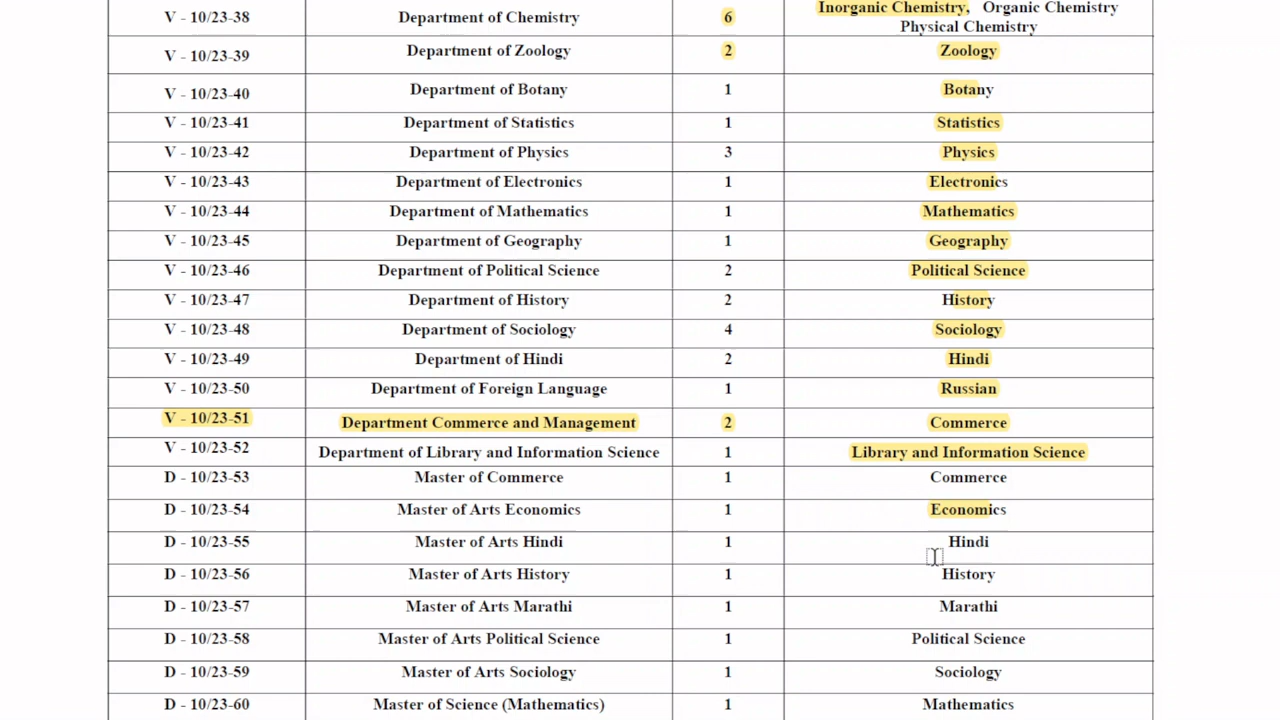 V - 10/23-38 Department of Chemistry 6 Inorganic Chemistry, Organic Chemistry
Physical Chemistry
V - 10/23-39 Department of Zoology 2 Zoology
V - 10/23-40 Department of Botany 1 Botany
V - 10/23-41 Department of Statistics 1 Statistics
V - 10/23-42 Department of Physics 3 Physics
V - 10/23-43 Department of Electronics 1 Electronics
V - 10/23-44 Department of Mathematics 1 Mathematics
V - 10/23-45 Department of Geography 1 Geography
V - 10/23-46 Department of Political Science 2 Political Science
V - 10/23-47 Department of History 2 History
V - 10/23-48 Department of Sociology 4 Sociology
V - 10/23-49 Department of Hindi 2 Hindi
V - 10/23-50 Department of Foreign Language 1 Russian
V - 10/23-51 Department Commerce and Management 2 Commerce
V - 10/23-52 Department of Library and Information Science 1 Library and Information Science
D - 10/23-53 Master of Commerce 1 Commerce
D - 10/23-54 Master of Arts Economics 1 Economics
D - 10/23-55 Master of Arts Hindi 1 Hindi
D - 10/23-56 Master of Arts History 1 History
D - 10/23-57 Master of Arts Marathi 1 Marathi
D - 10/23-58 Master of Arts Political Science 1 Political Science
D - 10/23-59 Master of Arts Sociology 1 Sociology
D - 10/23-60 Master of Science (Mathematics) 1 Mathematics